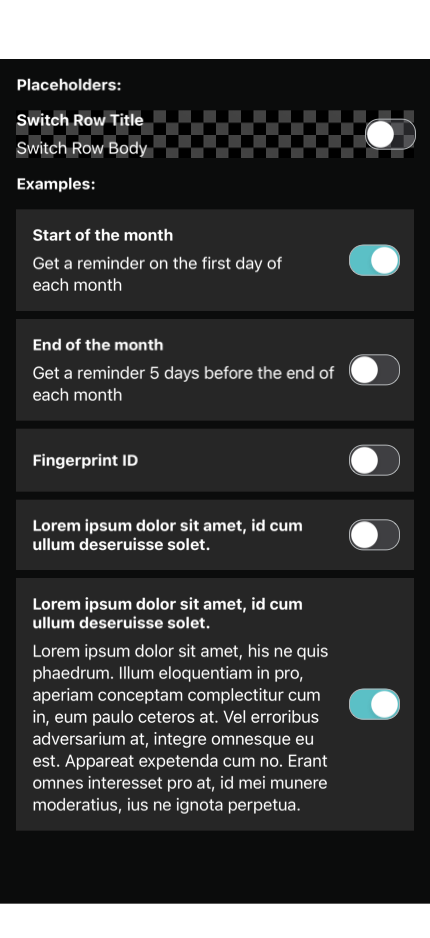 Placeholders:
Switch Row Title
Switch Row Body
Examples:
Start of the month
Get a reminder on the first day of
each month
End of the month
Get a reminder 5 days before the end of
each month
Fingerprint ID
Lorem ipsum dolor sit amet, id cum
ullum deseruisse solet.
Lorem ipsum dolor sit amet, id cum
ullum deseruisse solet.
Lorem ipsum dolor sit amet, his ne quis
phaedrum. Illum eloquentiam in pro,
aperiam conceptam complectitur cum
in, eum paulo ceteros at. Vel erroribus
adversarium at, integre omnesque eu
est. Appareat expetenda cum no. Erant
omnes interesset pro at, id mei munere
moderatius, ius ne ignota perpetua.